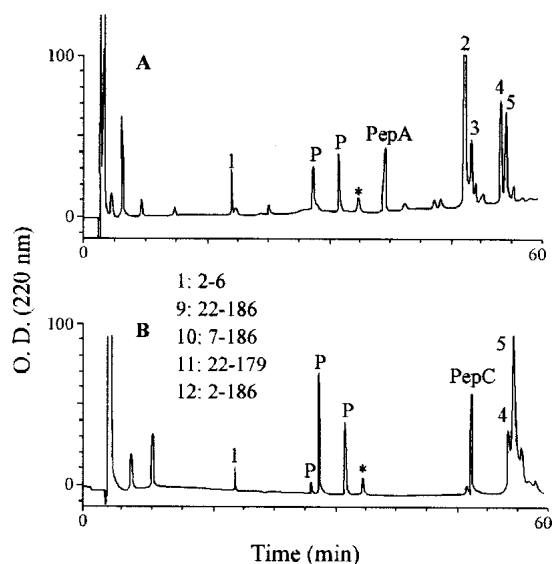 100
A
2
3
4
5
PepA
P
P
*
1
0
0
60
O. D. (220 nm)
1: 2-6
9: 22-186
10: 7-186
11: 22-179
12: 2-186
100
B
5
4
PepC
P
P
P
*
1
0
0
60
Time (min)